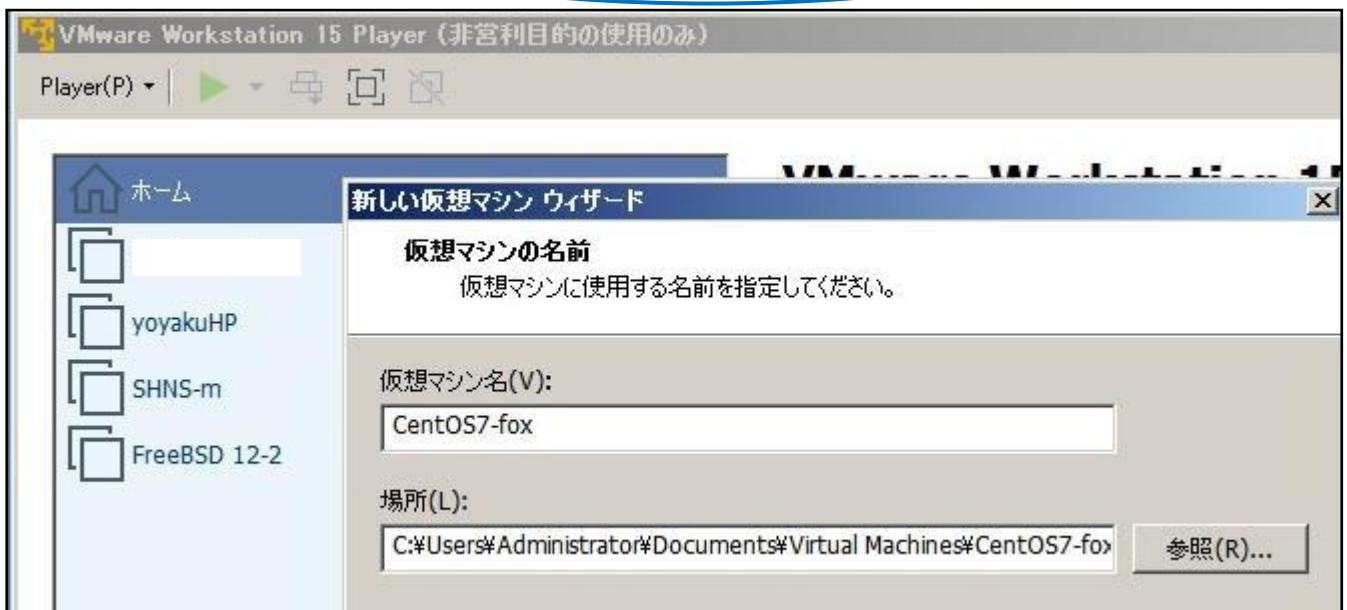 VMware Workstation 15 Player (非営利目的の使用のみ)
Player(P)
VMware Workstation 15
ホーム
yoyakuHP
SHNS-m
FreeBSD 12-2
新しい仮想マシン ウィザード
仮想マシンの名前
仮想マシンに使用する名前を指定してください。
仮想マシン名(V):
CentOS7-fox
場所(L):
C:¥Users¥Administrator¥Documents¥Virtual Machines¥CentOS7-fox
参照(R)...